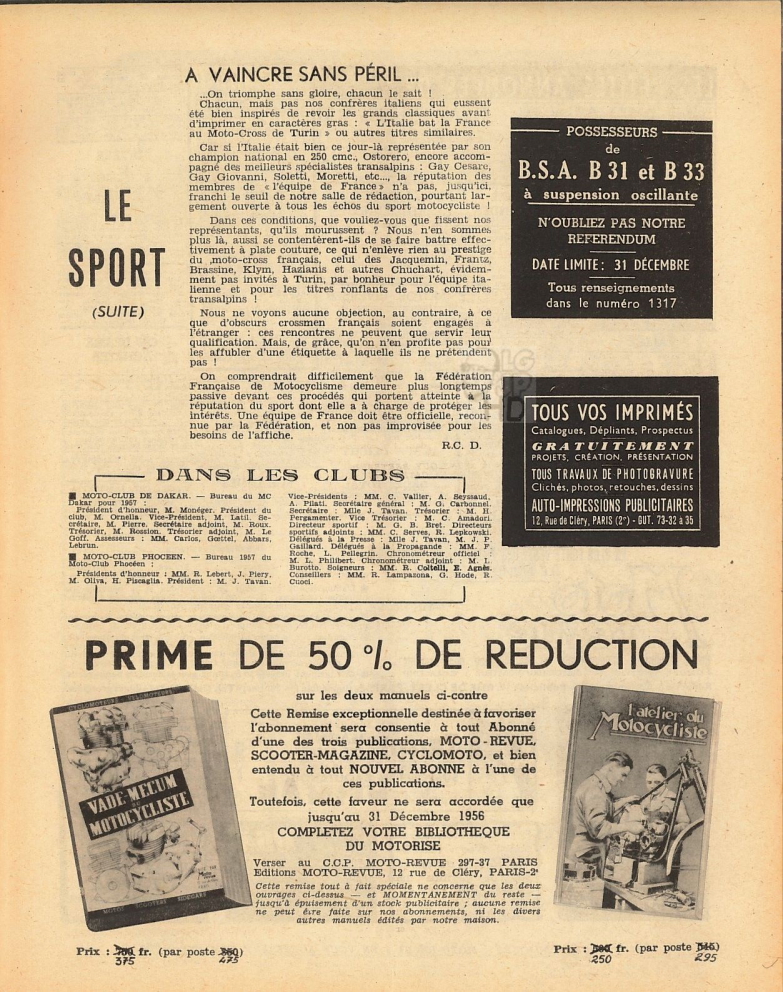 LE
SPORT
(SUITE)
A VAINCRE SANS PÉRIL ...
...On triomphe sans gloire, chacun le sait !
Chacun, mais pas nos confrères italiens qui eussent
été bien inspirés de revoir les grands classiques avant
d'imprimer en caractères gras : « L'Italie bat la France
au Moto-Cross de Turin » ou autres titres similaires.
Car si l'Italie était bien ce jour-là représentée par son
champion national en 250 cmc., Ostorero, encore accom-
pagné des meilleurs spécialistes transalpins : Gay Cesare,
Gay Giovanni, Soletti, Moretti, etc..., la réputation des
membres de « l'équipe de France » n'a pas, jusqu'ici,
franchi le seuil de notre salle de rédaction, pourtant lar-
gement ouverte à tous les échos du sport motocycliste !
Dans ces conditions, que vouliez-vous que fissent nos
représentants, qu'ils mourussent ? Nous n'en sommes
plus là, aussi se contentèrent-ils de se faire battre effec-
tivement à plate couture, ce qui n'enlève rien au prestige
du moto-cross français, celui des Jacquemin, Frantz,
Brassine, Klym, Hazianis et autres Chuchart, évidem-
ment pas invités à Turin, par bonheur pour l'équipe ita-
lienne et pour les titres ronflants de nos confrères
transalpins !
Nous ne voyons aucune objection, au contraire, à ce
que d'obscurs crossmen français soient engagés à
l'étranger : ces rencontres ne peuvent que servir leur
qualification. Mais, de grâce, qu'on n'en profite pas pour
les affubler d'une étiquette à laquelle ils ne prétendent
pas !
On comprendrait difficilement que la Fédération
Française de Motocyclisme demeure plus longtemps
passive devant ces procédés qui portent atteinte à la
réputation du sport dont elle a à charge de protéger les
intérêts. Une équipe de France doit être officielle, recon-
nue par la Fédération, et non pas improvisée pour les
besoins de l'affiche.
R.C. D.
POSSESSEURS
de
B.S.A. B 31 et B 33
à suspension oscillante
N'OUBLIEZ PAS NOTRE
REFERENDUM
DATE LIMITE : 31 DÉCEMBRE
Tous renseignements
dans le numéro 1317
TOUS VOS IMPRIMÉS
Catalogues, Dépliants, Prospectus
GRATUITEMENT
PROJETS, CRÉATION, PRÉSENTATION
TOUS TRAVAUX DE PHOTOGRAVURE
Clichés, photos, retouches, dessins
AUTO-IMPRESSIONS PUBLICITAIRES
12, Rue de Cléry, PARIS (2e) - GUT. 73-32 à 35
DANS LES CLUBS
■ MOTO-CLUB DE DAKAR. — Bureau du MC
Dakar pour 1957 :
Président d'honneur, M. Monéger. Président du
club, M. Ornella. Vice-Président, M. Latil. Se-
crétaire, M. Pierre. Secrétaire adjoint, M. Roux.
Trésorier, M. Rosslon. Trésorier adjoint, M. Le
Goff. Assesseurs : MM. Carlos, Gœstel, Abbars,
Lebrun.
■ MOTO-CLUB PHOCEEN. — Bureau 1957 du
Moto-Club Phocéen :
Présidents d'honneur : MM. R. Lebert, J. Piery,
M. Oliva, H. Piscaglia. Président : M. J. Tavan.
Vice-Présidents : MM. C. Vallier, A. Seyssaud,
A. Pilati. Secrétaire général : M. G. Carbonnel.
Secrétaire : Mlle J. Tavan. Trésorier : M. H.
Pergamenter. Vice Trésorier : M. C. Amadori.
Directeur sportif : M. G. B. Bret. Directeurs
sportifs adjoints : MM. C. Serves, R. Lepkowski.
Délégués à la Presse : Mlle J. Tavan, M. J. P.
Gaillard. Délégués à la Propagande : MM. F.
Roche, L. Pellegrin. Chronométreur officiel :
M. L. Philibert. Chronométreur adjoint : M. L.
Burotto. Soigneurs : MM. R. Coltelli, E. Agnès.
Conseillers : MM. R. Lampazona, G. Hode, R.
Cuoci.
PRIME DE 50 % DE REDUCTION
sur les deux manuels ci-contre
Cette Remise exceptionnelle destinée à favoriser
l'abonnement sera consentie à tout Abonné
d'une des trois publications, MOTO-REVUE,
SCOOTER-MAGAZINE, CYCLOMOTO, et bien
entendu à tout NOUVEL ABONNE à l'une de
ces publications.
Toutefois, cette faveur ne sera accordée que
jusqu'au 31 Décembre 1956
COMPLETEZ VOTRE BIBLIOTHEQUE
DU MOTORISE
Verser au C.C.P. MOTO-REVUE 297-37 PARIS
Editions MOTO-REVUE, 12 rue de Cléry, PARIS-2e
Cette remise tout à fait spéciale ne concerne que les deux
ouvrages ci-dessus — et MOMENTANEMENT du reste —
jusqu'à épuisement d'un stock publicitaire ; aucune remise
ne peut être faite sur nos abonnements, ni les divers
autres manuels édités par notre maison.
VADE-MECUM
DU
MOTOCYCLISTE
l'atelier du
Motocycliste
Prix : 750 fr. (par poste 850)
375 475
Prix : 500 fr. (par poste 545)
250 295